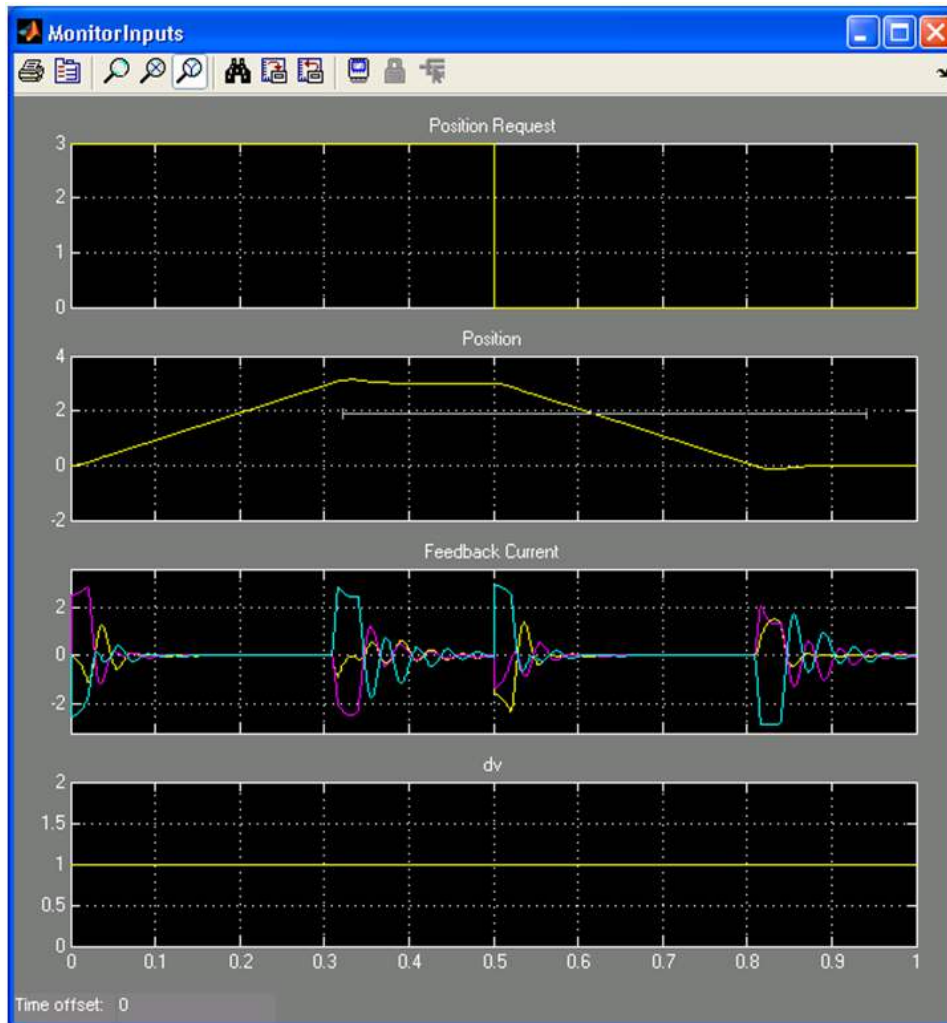 MonitorInputs
Position Request
3
2
1
0
Position
4
2
0
-2
Feedback Current
2
0
-2
dv
2
1.5
1
0.5
0
0 0.1 0.2 0.3 0.4 0.5 0.6 0.7 0.8 0.9 1
Time offset: 0